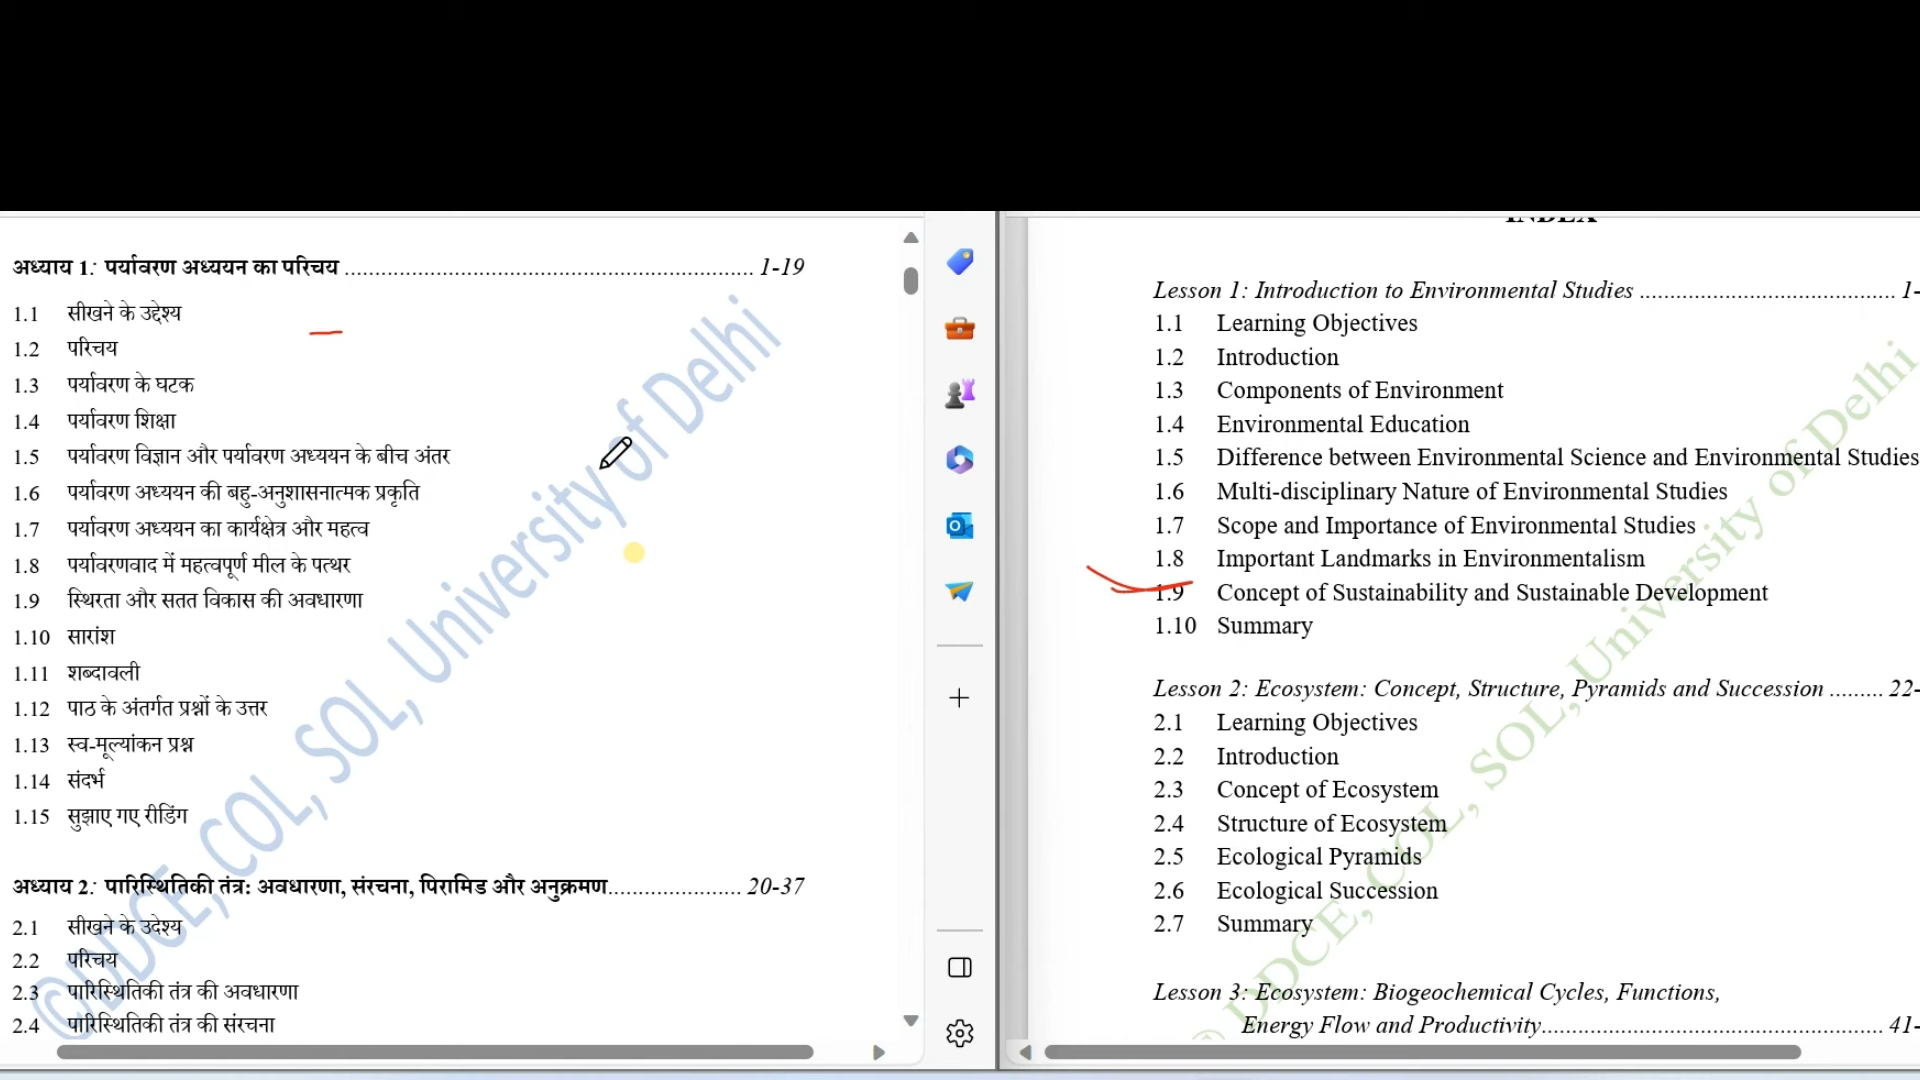 अध्याय 1: पर्यावरण अध्ययन का परिचय .................................................................... 1-19
1.1 सीखने के उद्देश्य
1.2 परिचय
1.3 पर्यावरण के घटक
1.4 पर्यावरण शिक्षा
1.5 पर्यावरण विज्ञान और पर्यावरण अध्ययन के बीच अंतर
1.6 पर्यावरण अध्ययन की बहु-अनुशासनात्मक प्रकृति
1.7 पर्यावरण अध्ययन का कार्यक्षेत्र और महत्व
1.8 पर्यावरणवाद में महत्वपूर्ण मील के पत्थर
1.9 स्थिरता और सतत विकास की अवधारणा
1.10 सारांश
1.11 शब्दावली
1.12 पाठ के अंतर्गत प्रश्नों के उत्तर
1.13 स्व-मूल्यांकन प्रश्न
1.14 संदर्भ
1.15 सुझाए गए रीडिंग
अध्याय 2: पारिस्थितिकी तंत्र: अवधारणा, संरचना, पिरामिड और अनुक्रमण...................... 20-37
2.1 सीखने के उदेश्य
2.2 परिचय
2.3 पारिस्थितिकी तंत्र की अवधारणा
2.4 पारिस्थितिकी तंत्र की संरचना
©DDCE, COL, SOL, University of Delhi
INDEX
Lesson 1: Introduction to Environmental Studies .......................................... 1-
1.1 Learning Objectives
1.2 Introduction
1.3 Components of Environment
1.4 Environmental Education
1.5 Difference between Environmental Science and Environmental Studies
1.6 Multi-disciplinary Nature of Environmental Studies
1.7 Scope and Importance of Environmental Studies
1.8 Important Landmarks in Environmentalism
1.9 Concept of Sustainability and Sustainable Development
1.10 Summary
Lesson 2: Ecosystem: Concept, Structure, Pyramids and Succession ......... 22-
2.1 Learning Objectives
2.2 Introduction
2.3 Concept of Ecosystem
2.4 Structure of Ecosystem
2.5 Ecological Pyramids
2.6 Ecological Succession
2.7 Summary
Lesson 3: Ecosystem: Biogeochemical Cycles, Functions,
Energy Flow and Productivity......................................................... 41-
© DDCE, COL, SOL, University of Delhi